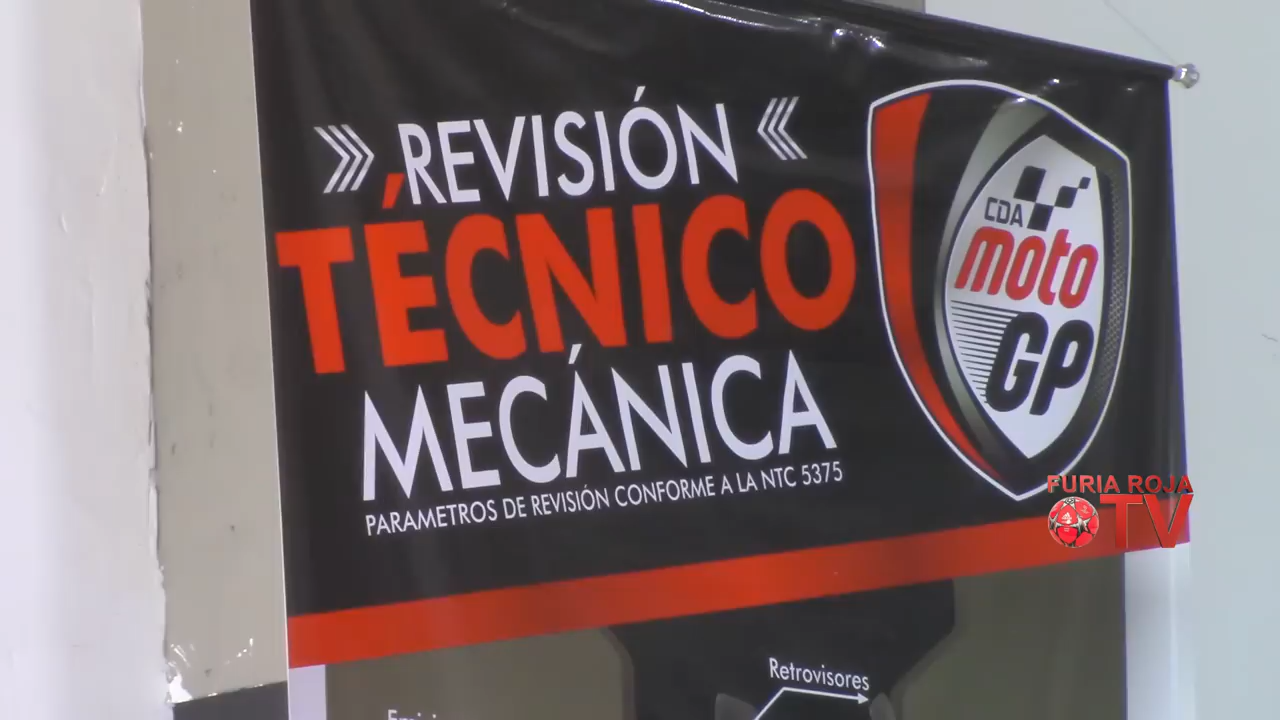 REVISIÓN
TÉCNICO
MECÁNICA
PARAMETROS DE REVISIÓN CONFORME A LA NTC 5375
CDA
moto
GP
FURIA ROJA
TV
Retrovisores